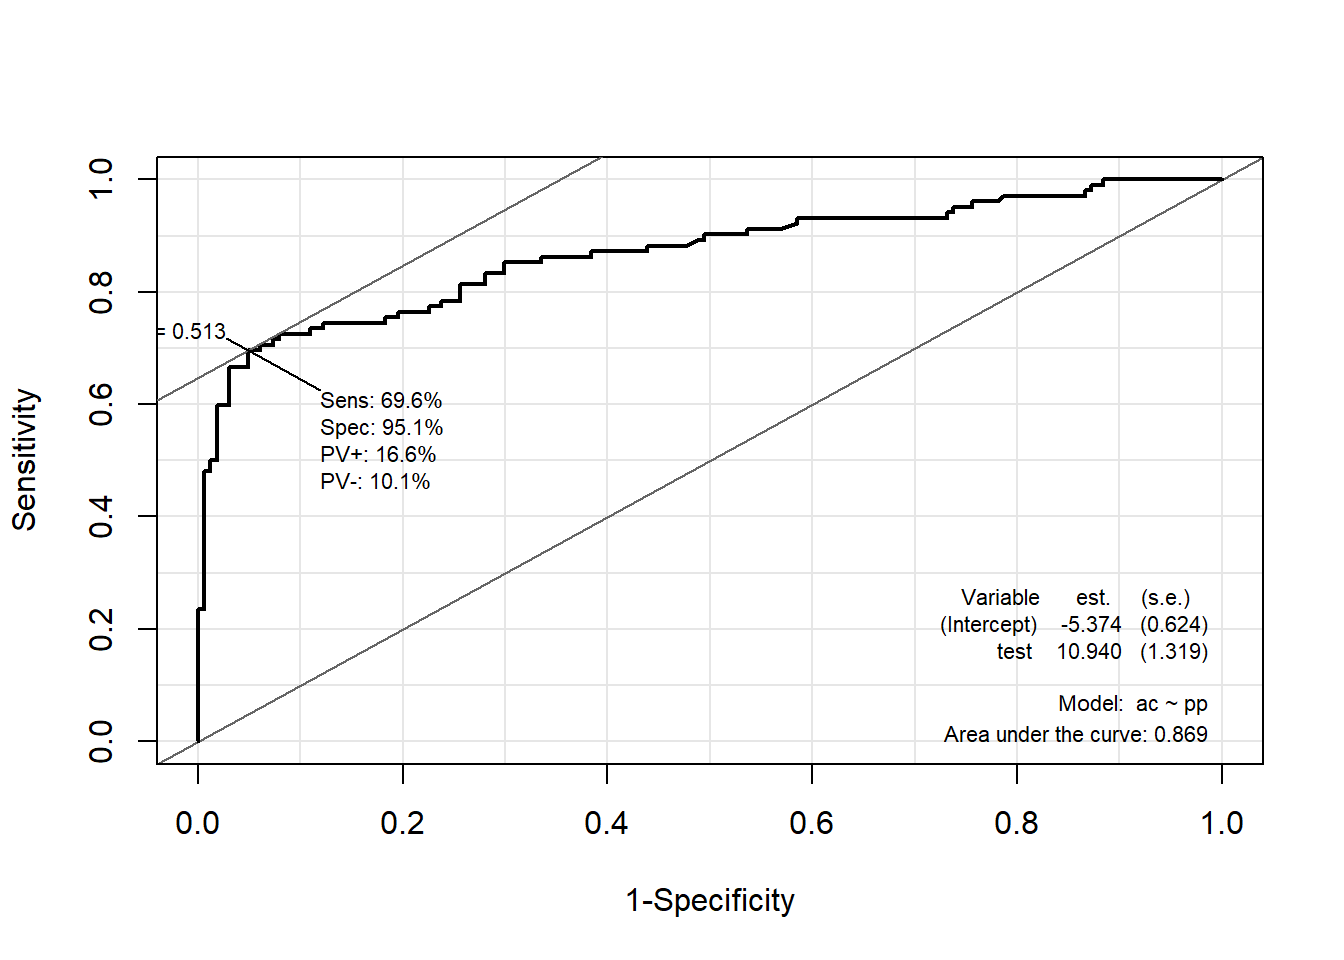 Sensitivity
1.0
0.8
0.6
0.4
0.2
0.0
= 0.513
Sens: 69.6%
Spec: 95.1%
PV+: 16.6%
PV-: 10.1%
Variable est. (s.e.)
(Intercept) -5.374 (0.624)
test 10.940 (1.319)
Model: ac ~ pp
Area under the curve: 0.869
0.0 0.2 0.4 0.6 0.8 1.0
1-Specificity